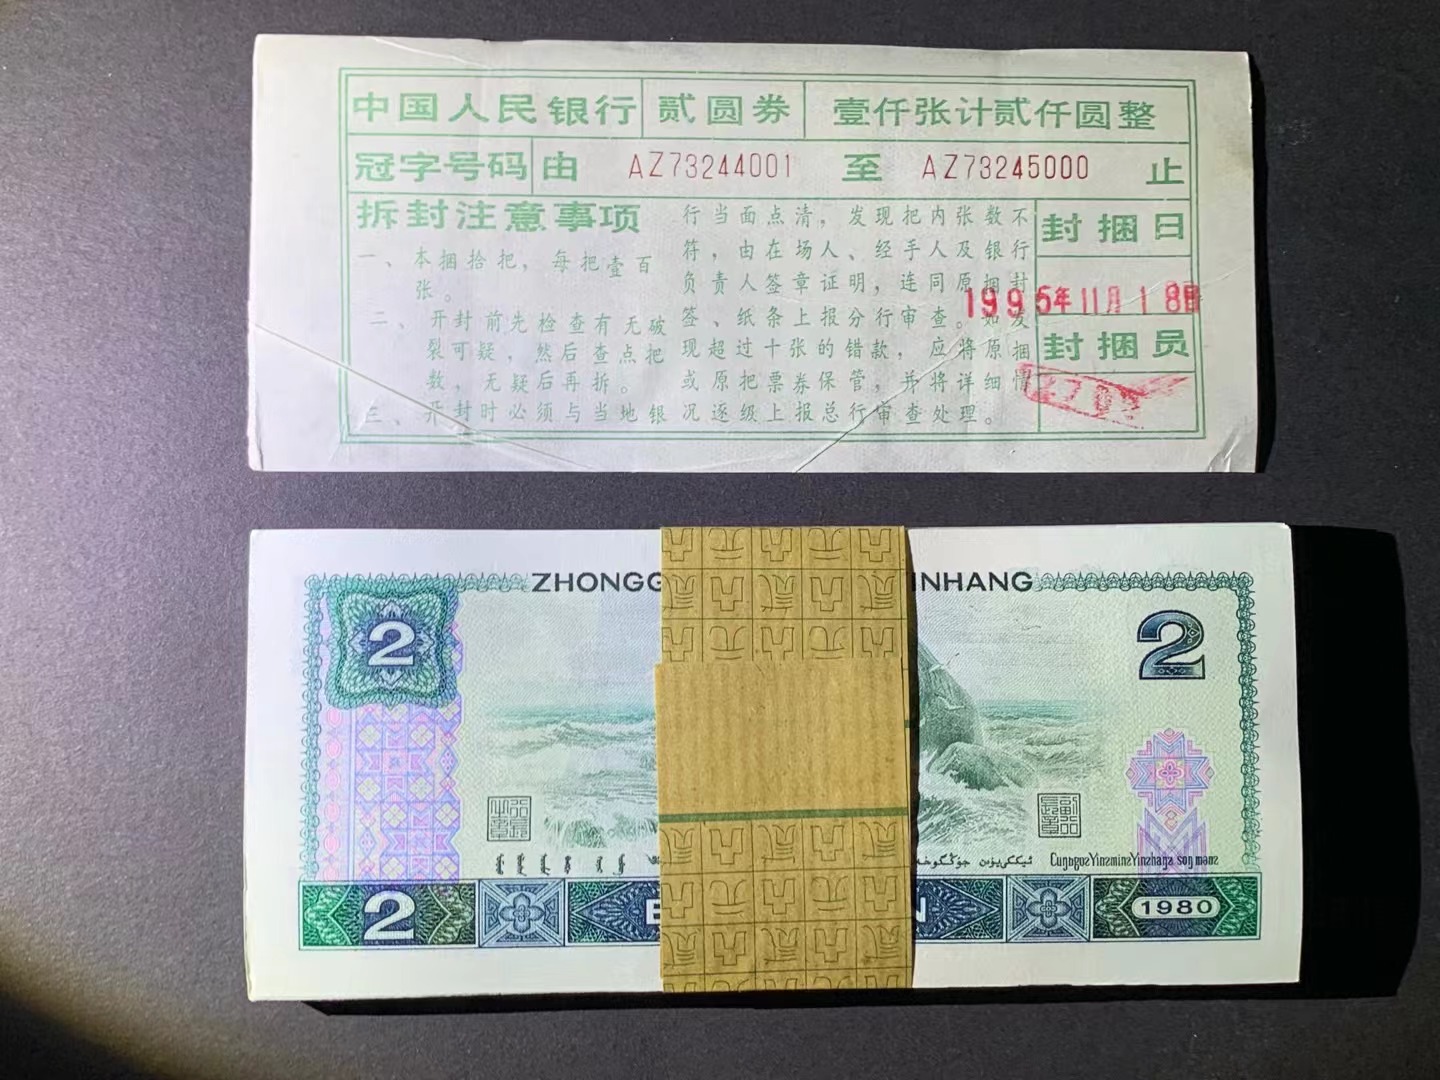 中国人民银行 贰圆券 壹仟张计贰仟圆整
冠字号码 由 AZ73244001 至 AZ73245000 止
拆封注意事项
一、本捆拾把，每把壹百
张。
二、开封前先检查有无破
裂可疑，然后查点把
数，无疑后再拆。
三、开封时必须与当地银
行当面点清，发现把内张数不
符，由在场人、经手人及银行
负责人签章证明，连同原捆封
签、纸条上报分行审查。如发
现超过十张的错款，应将原捆
或原把票券保管，并将详细情
况逐级上报总行审查处理。
封捆日
1995年11月18日
封捆员
ZHONGG
INHANG
2
2
Cuŋƅgoƨ Yinƨminƨ Yinzhaŋƨ soŋ manƨ
2
1980